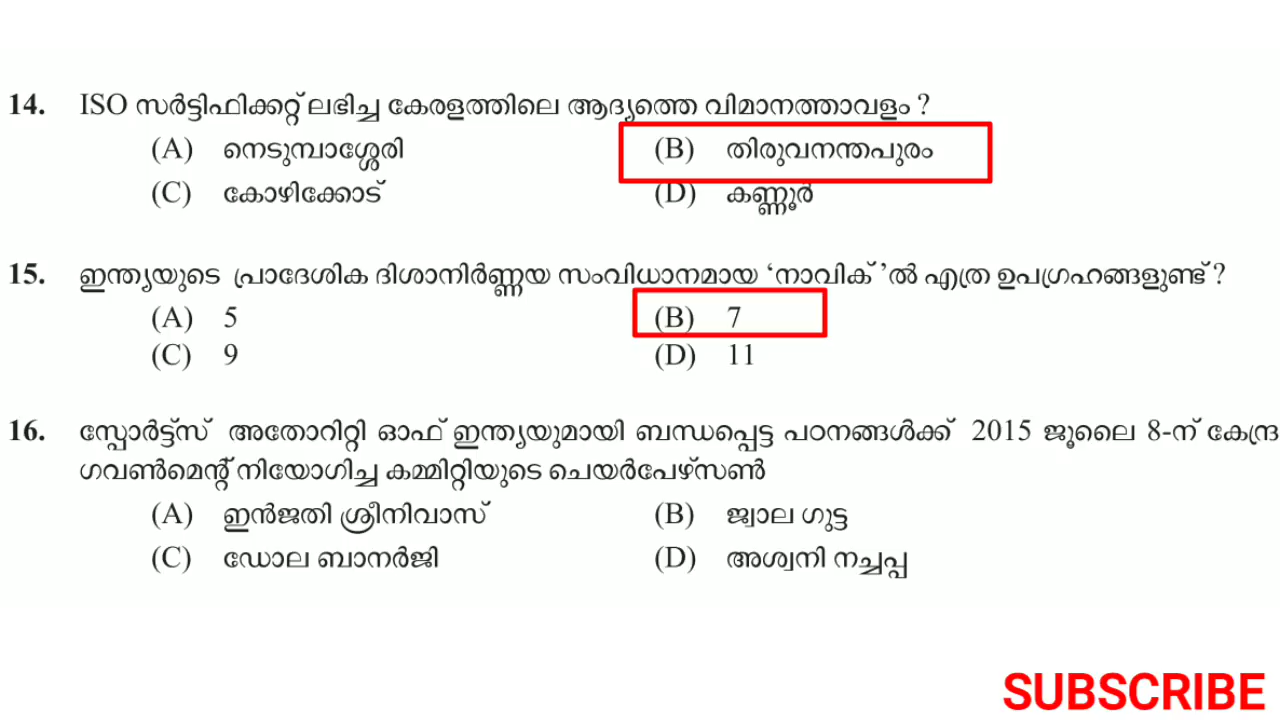 14. ISO സർട്ടിഫിക്കറ്റ് ലഭിച്ച കേരളത്തിലെ ആദ്യത്തെ വിമാനത്താവളം ?
(A) നെടുമ്പാശ്ശേരി (B) തിരുവനന്തപുരം
(C) കോഴിക്കോട് (D) കണ്ണൂർ
15. ഇന്ത്യയുടെ പ്രാദേശിക ദിശാനിർണ്ണയ സംവിധാനമായ ‘നാവിക് ’ൽ എത്ര ഉപഗ്രഹങ്ങളുണ്ട് ?
(A) 5 (B) 7
(C) 9 (D) 11
16. സ്പോർട്ട്സ് അതോറിറ്റി ഓഫ് ഇന്ത്യയുമായി ബന്ധപ്പെട്ട പഠനങ്ങൾക്ക് 2015 ജൂലൈ 8-ന് കേന്ദ്ര
ഗവൺമെന്റ് നിയോഗിച്ച കമ്മിറ്റിയുടെ ചെയർപേഴ്സൺ
(A) ഇൻജതി ശ്രീനിവാസ് (B) ജ്വാല ഗുട്ട
(C) ഡോല ബാനർജി (D) അശ്വനി നച്ചപ്പ
SUBSCRIBE